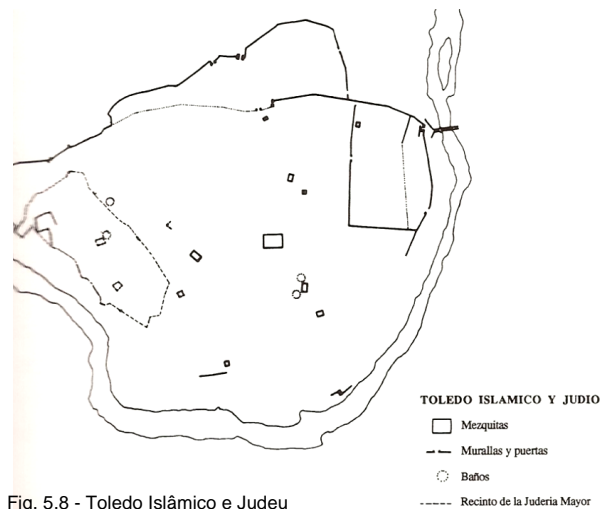 TOLEDO ISLAMICO Y JUDIO
Mezquitas
Murallas y puertas
Baños
Recinto de la Juderia Mayor
Fig. 5.8 - Toledo Islâmico e Judeu